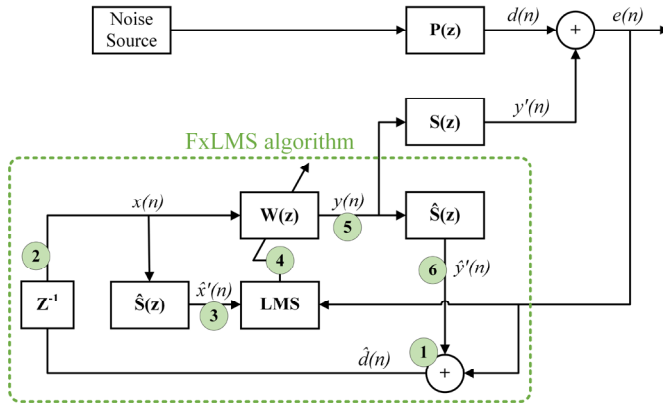 Noise
Source
P(z)
d(n)
+
e(n)
S(z)
y'(n)
FxLMS algorithm
x(n)
W(z)
y(n)
Ŝ(z)
5
2
4
6
ŷ'(n)
Z⁻¹
Ŝ(z)
x̂'(n)
3
LMS
d̂(n)
1
+